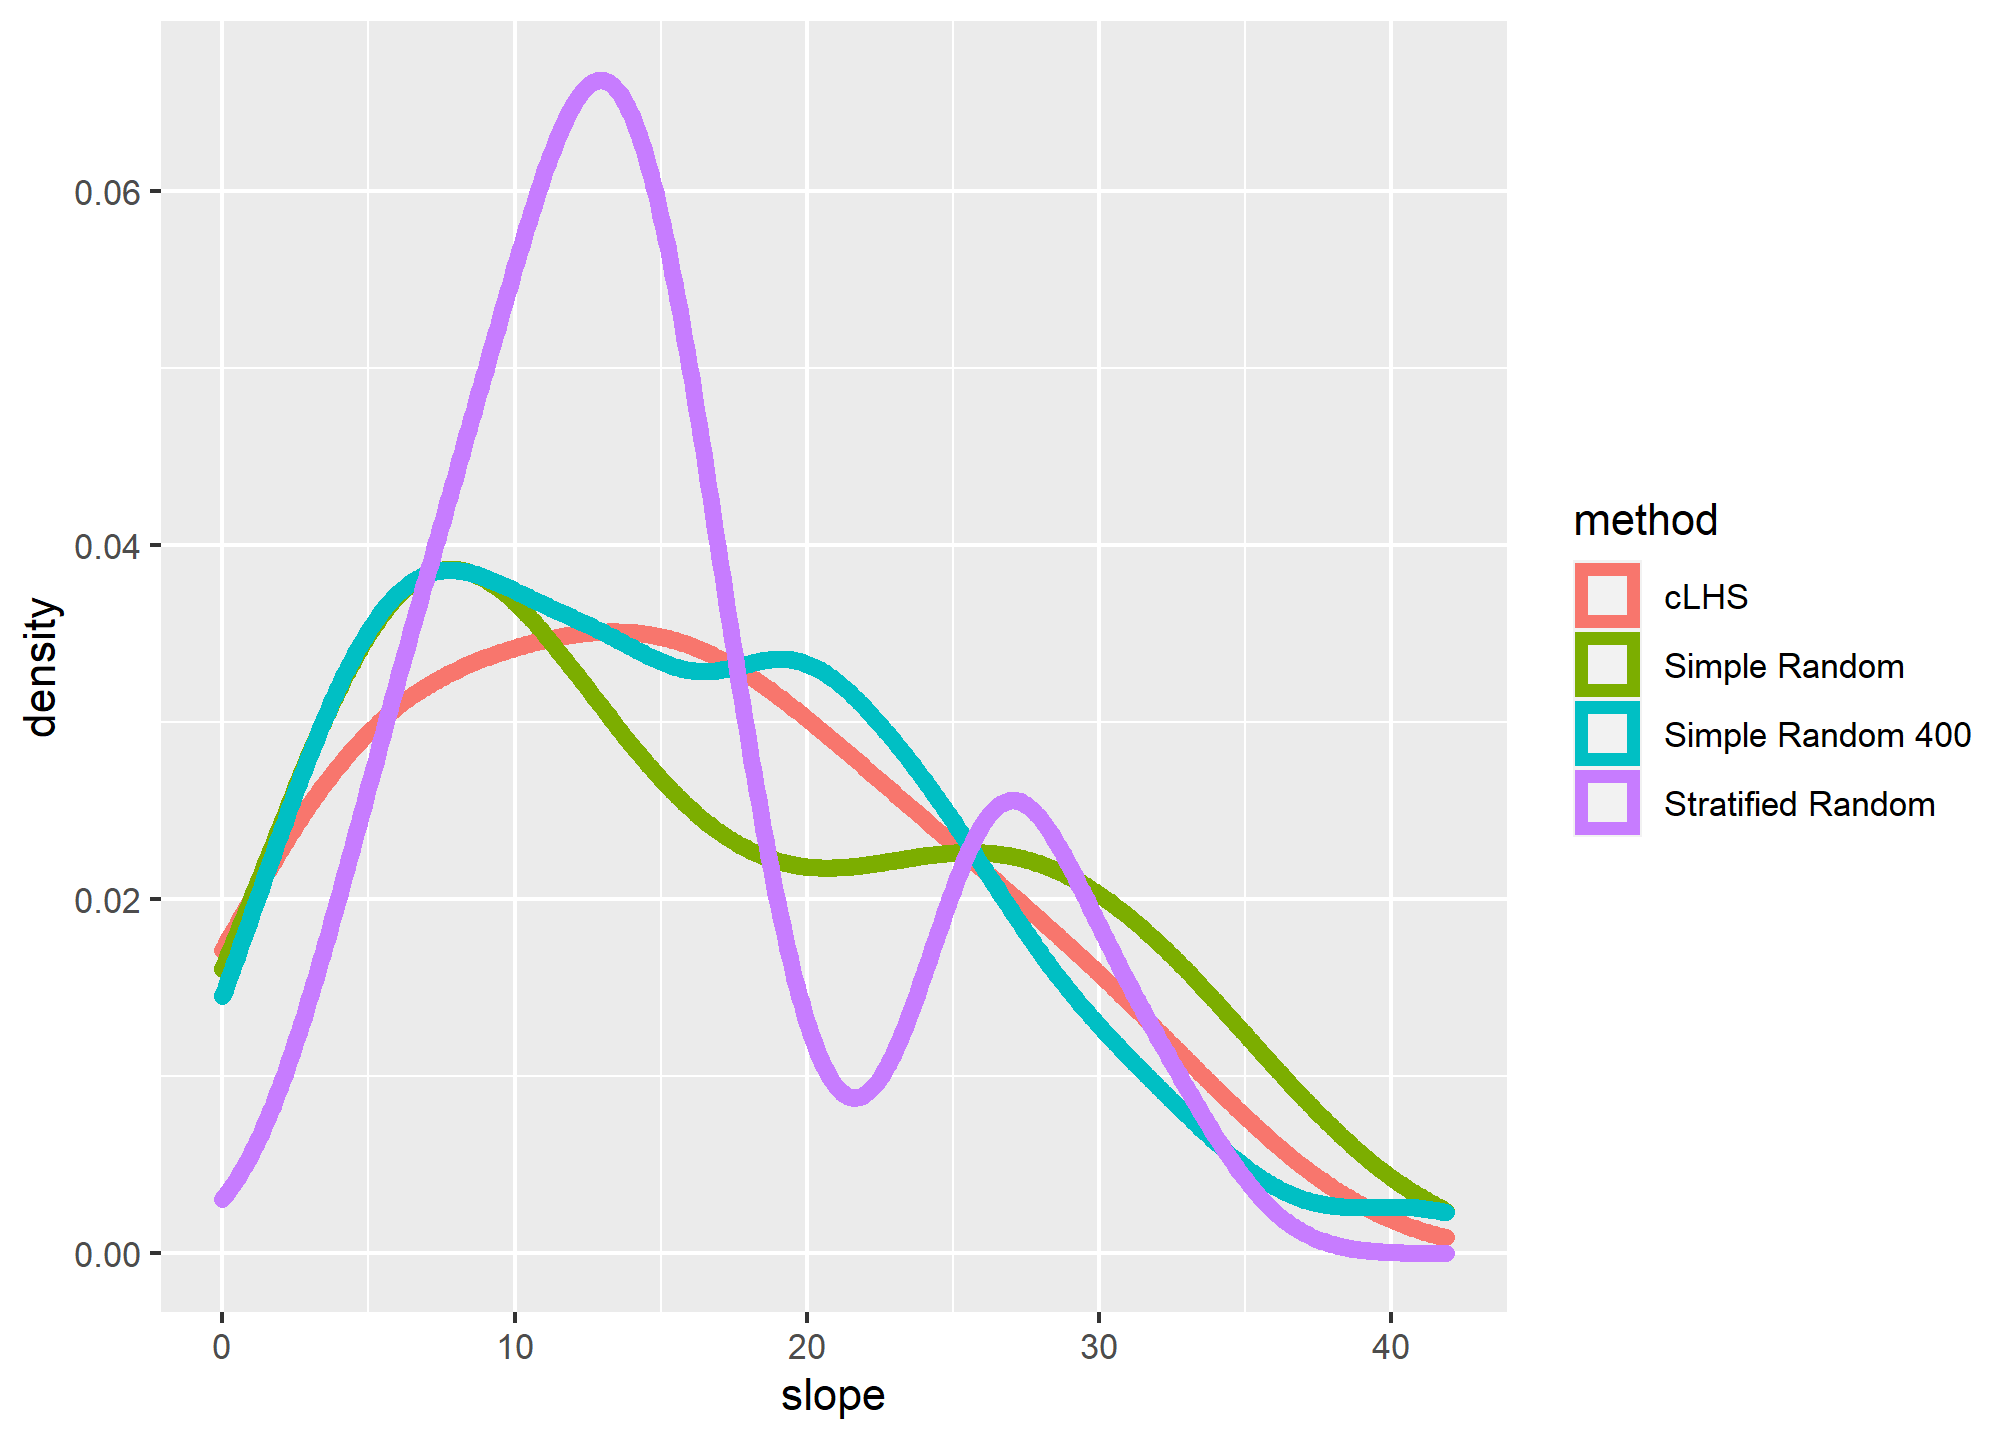 density
0.06
0.04
0.02
0.00
0 10 20 30 40
slope
method
cLHS
Simple Random
Simple Random 400
Stratified Random